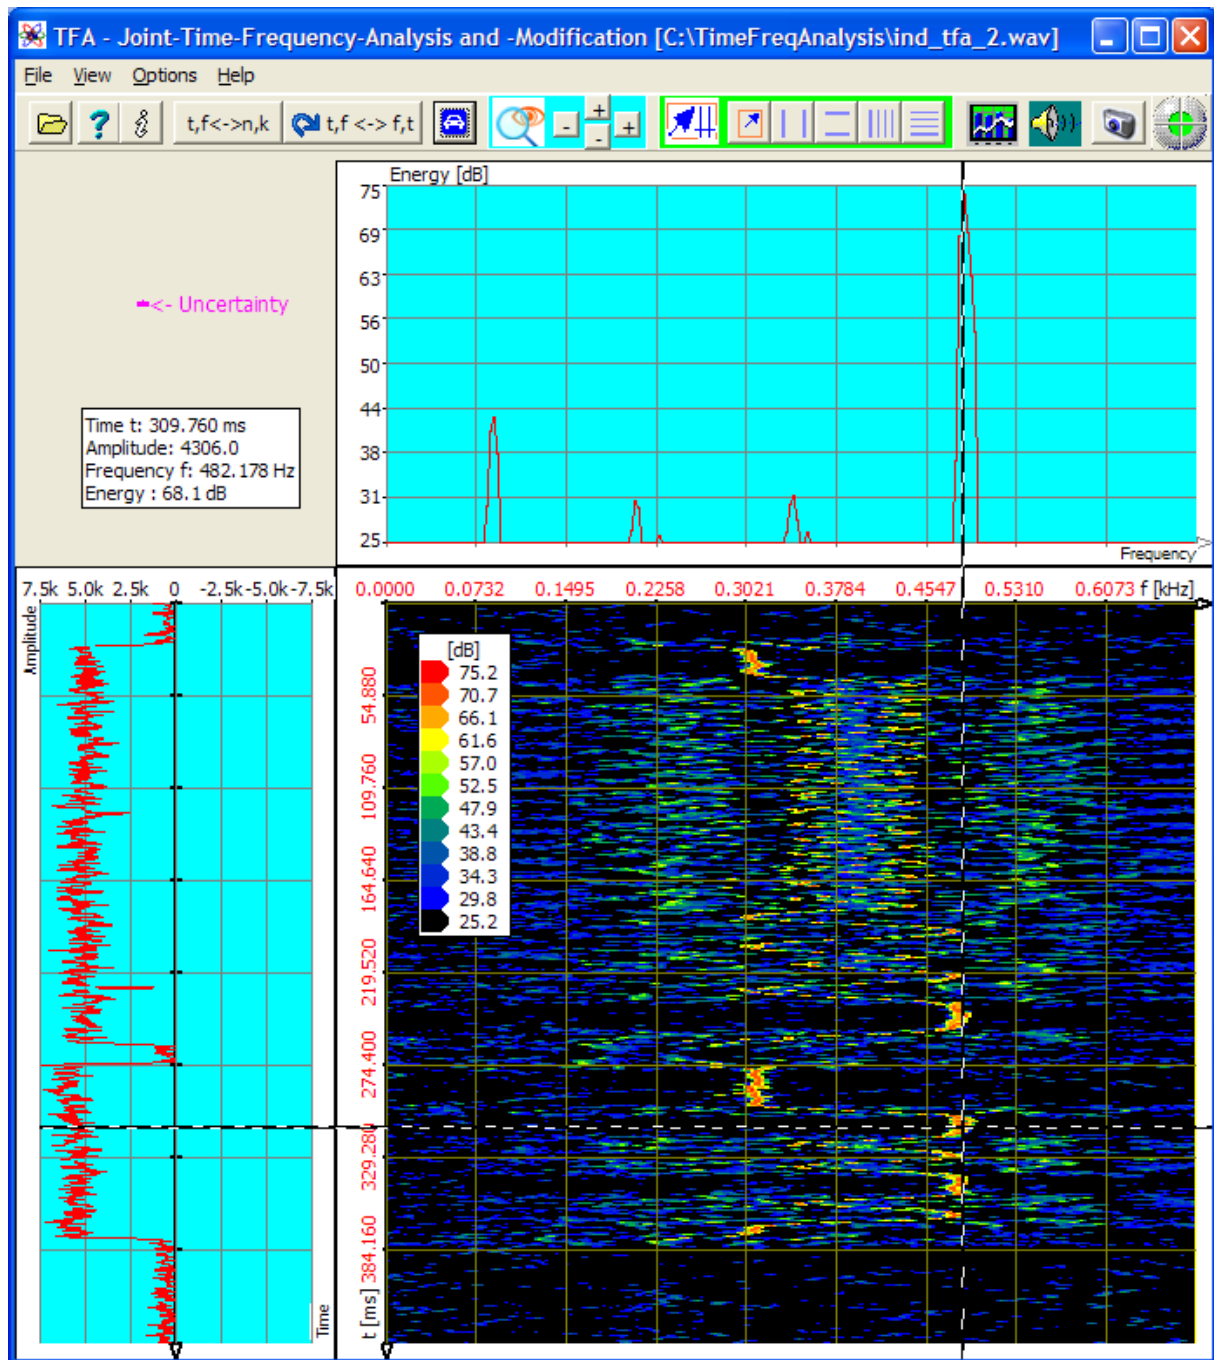 TFA - Joint-Time-Frequency-Analysis and -Modification [C:\TimeFreqAnalysis\ind_tfa_2.wav]
File View Options Help
t,f<->n,k t,f <-> f,t - + - +
Energy [dB]
75
69
63
56
50
44
38
31
25
Frequency
<- Uncertainty
Time t: 309.760 ms
Amplitude: 4306.0
Frequency f: 482.178 Hz
Energy : 68.1 dB
7.5k 5.0k 2.5k 0 -2.5k -5.0k -7.5k
Amplitude
Time
0.0000 0.0732 0.1495 0.2258 0.3021 0.3784 0.4547 0.5310 0.6073 f [kHz]
[dB]
75.2
70.7
66.1
61.6
57.0
52.5
47.9
43.4
38.8
34.3
29.8
25.2
54.880
109.760
164.640
219.520
274.400
329.280
384.160
t [ms]